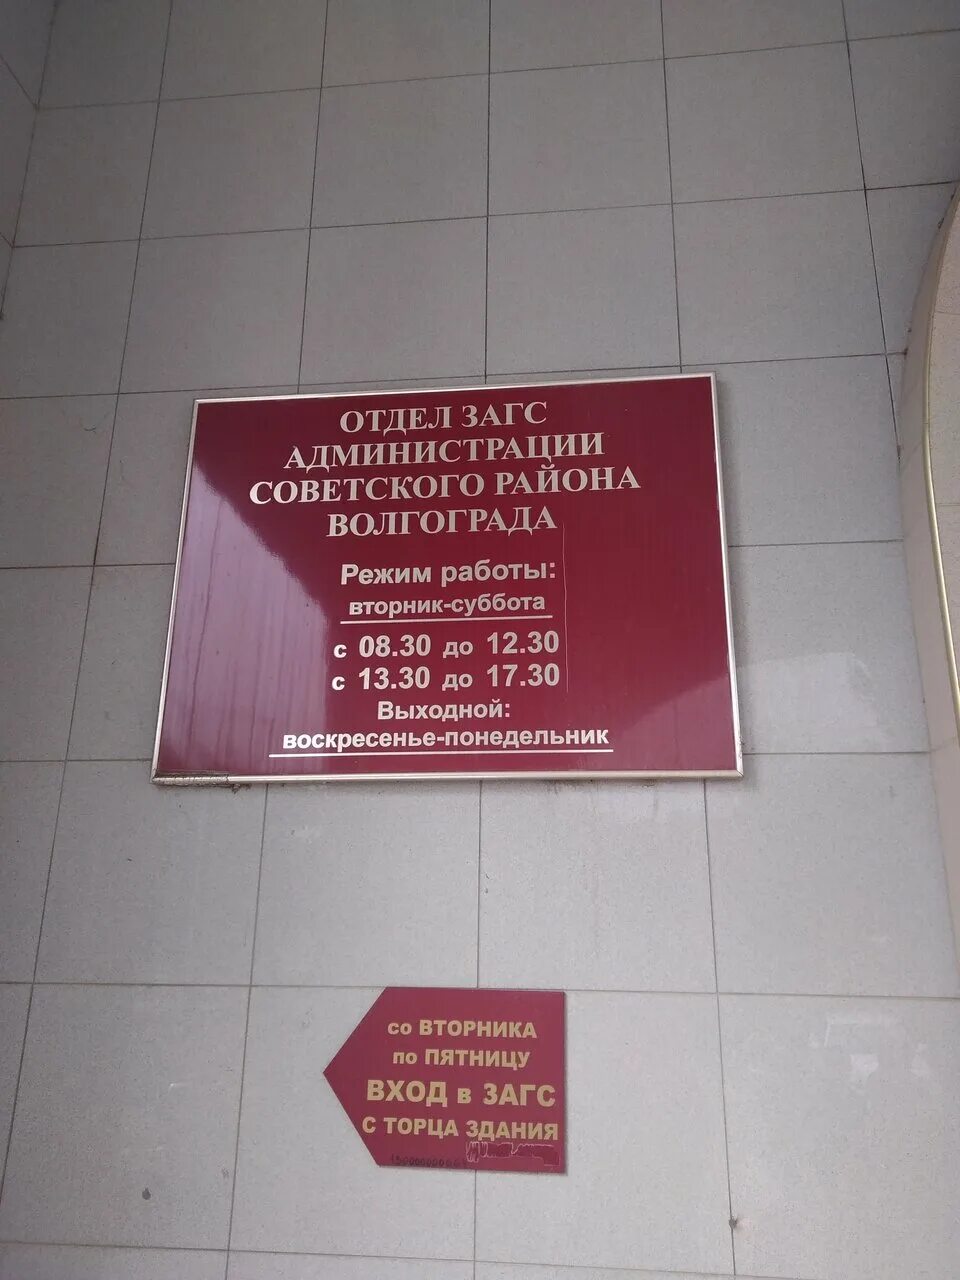 ОТДЕЛ ЗАГС
АДМИНИСТРАЦИИ
СОВЕТСКОГО РАЙОНА
ВОЛГОГРАДА
Режим работы:
вторник-суббота
с 08.30 до 12.30
с 13.30 до 17.30
Выходной:
воскресенье-понедельник
со ВТОРНИКА
по ПЯТНИЦУ
ВХОД в ЗАГС
С ТОРЦА ЗДАНИЯ